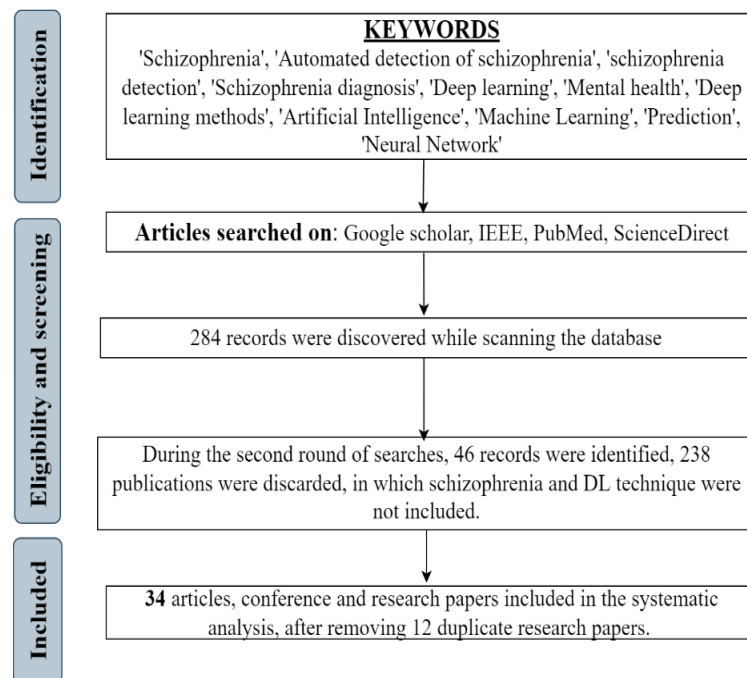 Identification
KEYWORDS
'Schizophrenia', 'Automated detection of schizophrenia', 'schizophrenia
detection', 'Schizophrenia diagnosis', 'Deep learning', 'Mental health', 'Deep
learning methods', 'Artificial Intelligence', 'Machine Learning', 'Prediction',
'Neural Network'
Eligibility and screening
Articles searched on: Google scholar, IEEE, PubMed, ScienceDirect
284 records were discovered while scanning the database
During the second round of searches, 46 records were identified, 238
publications were discarded, in which schizophrenia and DL technique were
not included.
Included
34 articles, conference and research papers included in the systematic
analysis, after removing 12 duplicate research papers.